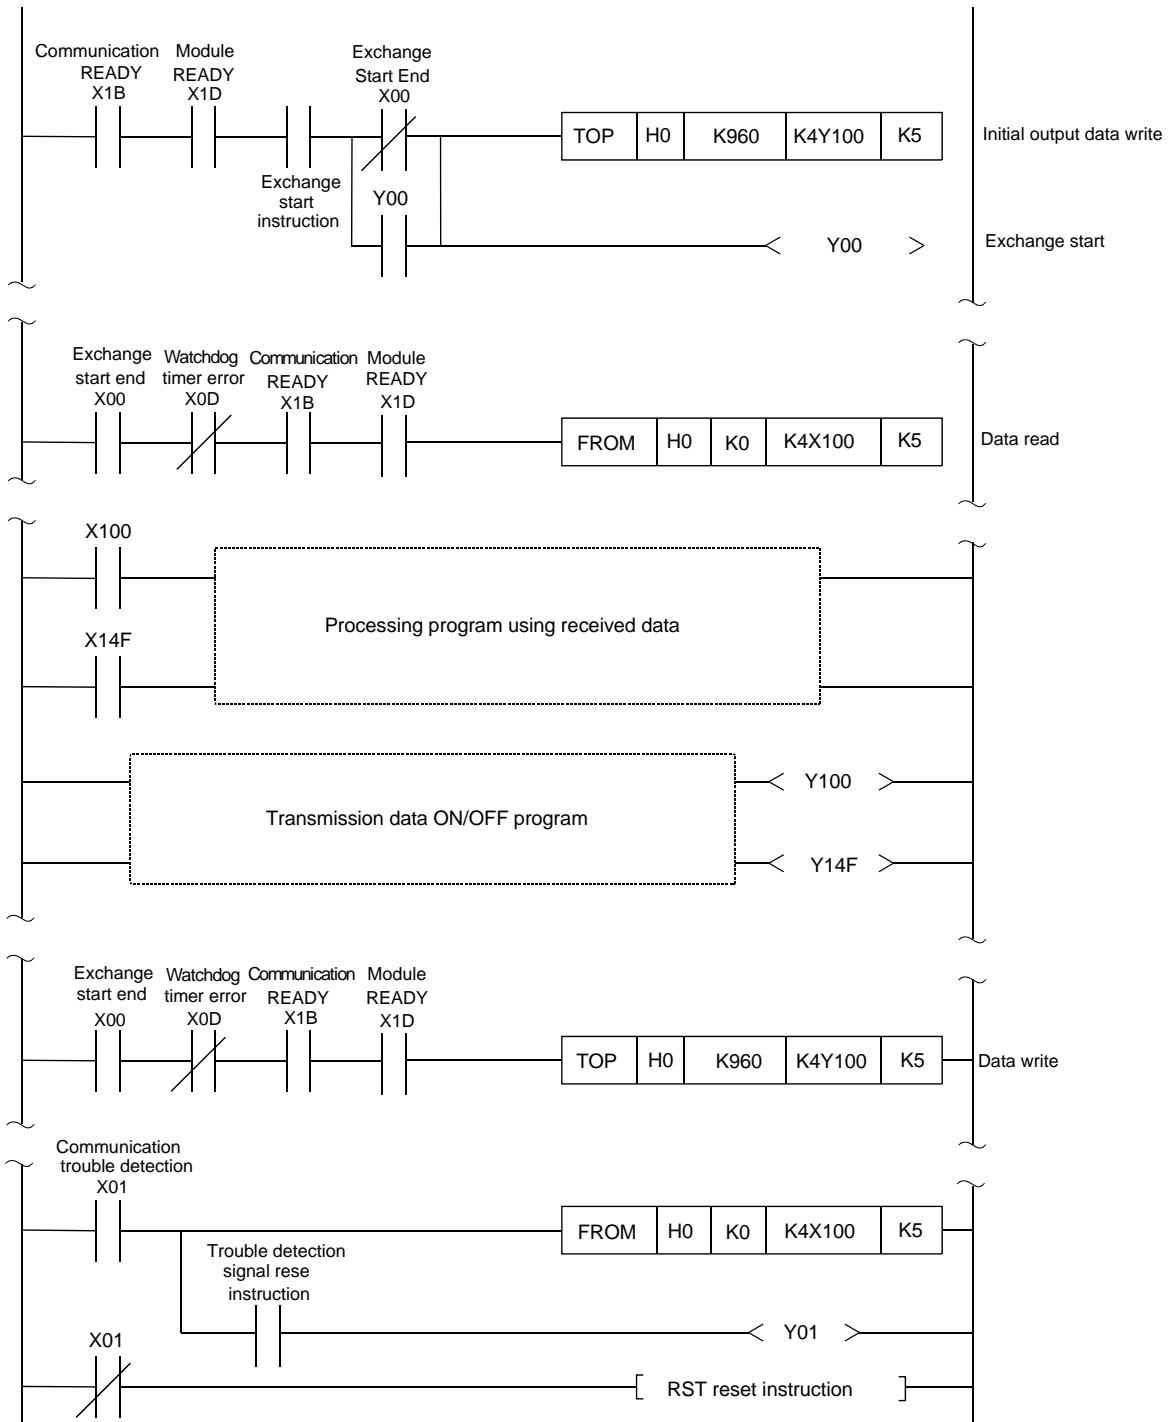 Communication
READY
X1B
Module
READY
X1D
Exchange
Start End
X00
TOP H0 K960 K4Y100 K5
Initial output data write
Exchange
start
instruction
Y00
Y00
Exchange start
Exchange
start end
X00
Watchdog
timer error
X0D
Communication
READY
X1B
Module
READY
X1D
FROM H0 K0 K4X100 K5
Data read
X100
Processing program using received data
X14F
Y100
Transmission data ON/OFF program
Y14F
Exchange
start end
X00
Watchdog
timer error
X0D
Communication
READY
X1B
Module
READY
X1D
TOP H0 K960 K4Y100 K5
Data write
Communication
trouble detection
X01
FROM H0 K0 K4X100 K5
Trouble detection
signal rese
instruction
Y01
X01
RST reset instruction